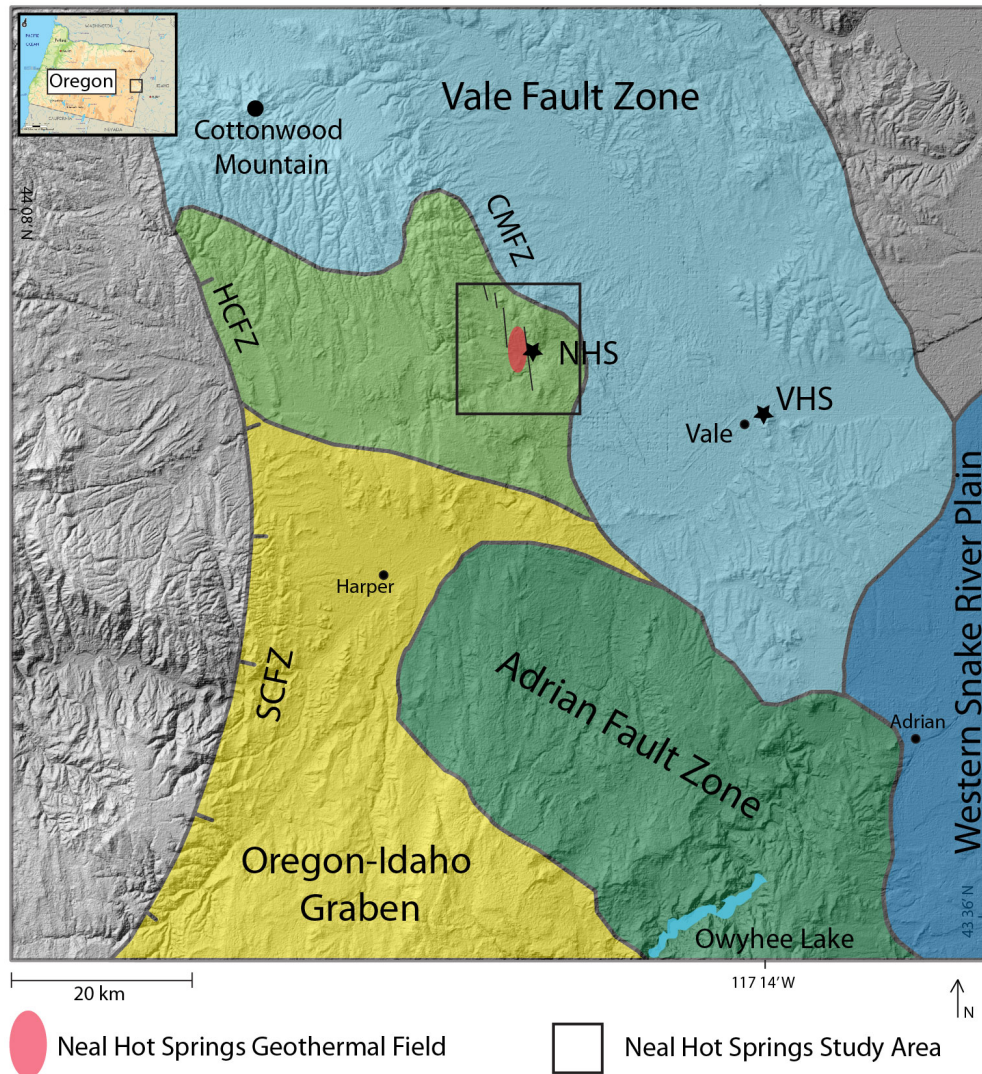 Oregon
Vale Fault Zone
Cottonwood
Mountain
44 08' N
CMFZ
HCFZ
NHS
VHS
Vale
Harper
SCFZ
Adrian Fault Zone
Western Snake River Plain
Adrian
Oregon-Idaho
Graben
Owyhee Lake
43 36' N
20 km
117 14' W
N
Neal Hot Springs Geothermal Field
Neal Hot Springs Study Area